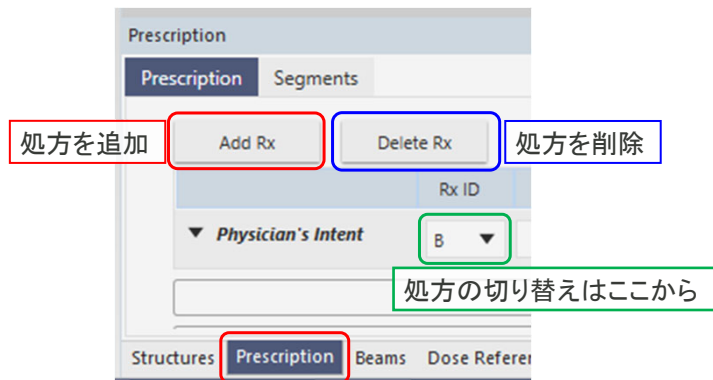 Prescription
Prescription Segments
処方を追加 Add Rx Delete Rx 処方を削除
Rx ID
Physician's Intent B
処方の切り替えはここから
Structures Prescription Beams Dose Referen